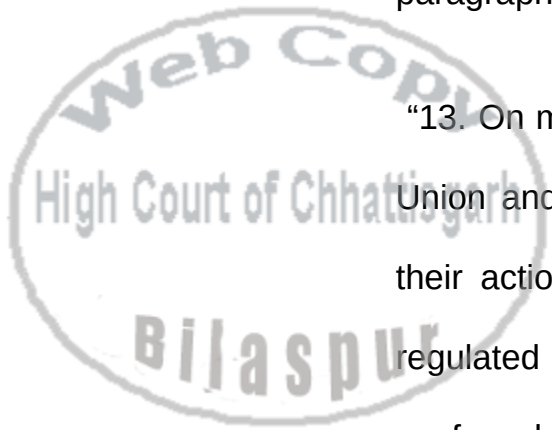 paragraph
Web Copy
“13. On m
High Court of Chhattisgarh
Union and
their actio
Bilaspur
regulated